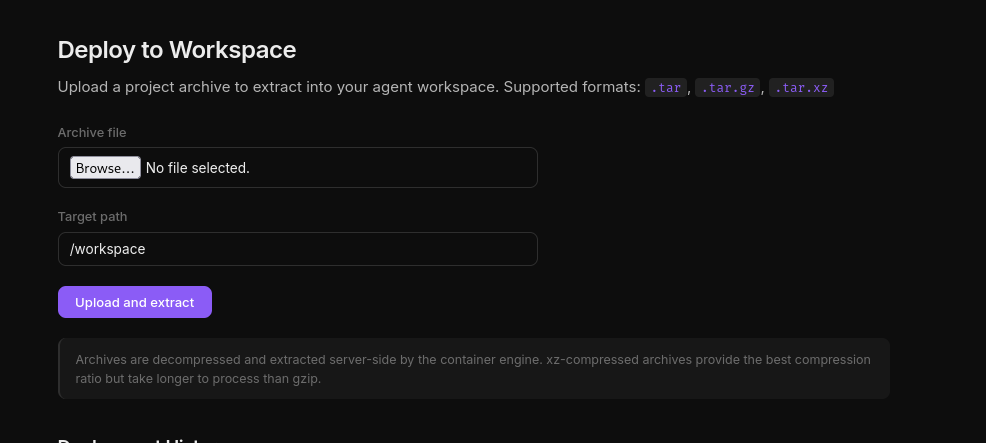 Deploy to Workspace
Upload a project archive to extract into your agent workspace. Supported formats: .tar, .tar.gz, .tar.xz
Archive file
Browse... No file selected.
Target path
/workspace
Upload and extract
Archives are decompressed and extracted server-side by the container engine. xz-compressed archives provide the best compression
ratio but take longer to process than gzip.